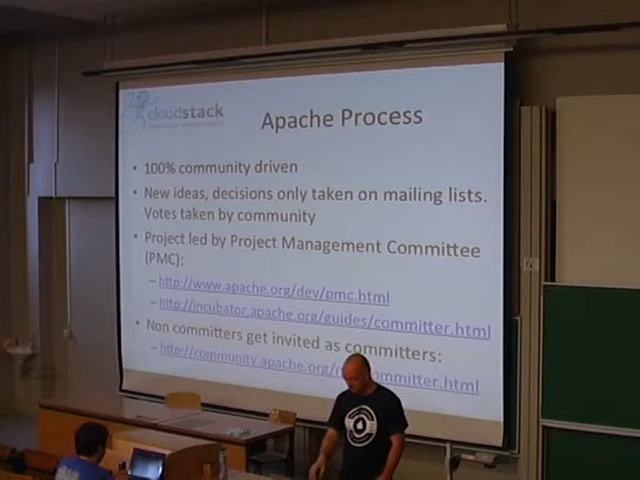 cloudstack
Apache Process
• 100% community driven
• New ideas, decisions only taken on mailing lists.
Votes taken by community
• Project led by Project Management Committee
(PMC):
– http://www.apache.org/dev/pmc.html
– http://incubator.apache.org/guides/committer.html
• Non committers get invited as committers:
– http://community.apache.org/ committer.html